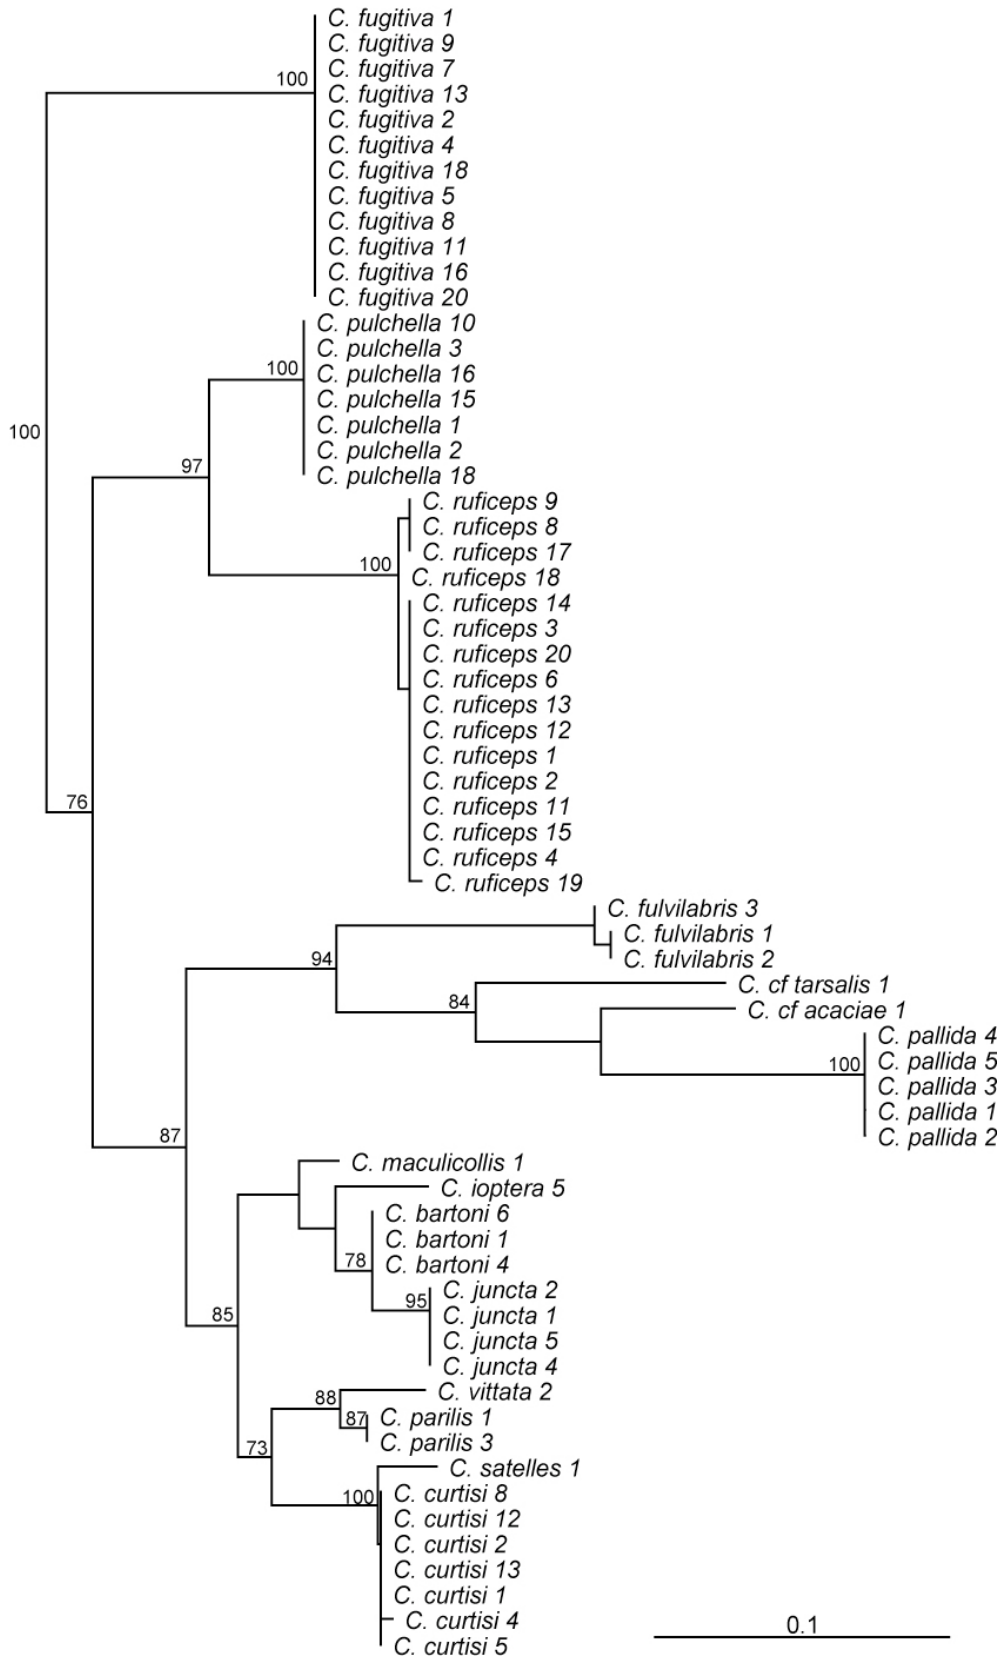 C. fugitiva 1
C. fugitiva 9
C. fugitiva 7
100
C. fugitiva 13
C. fugitiva 2
C. fugitiva 4
C. fugitiva 18
C. fugitiva 5
C. fugitiva 8
C. fugitiva 11
C. fugitiva 16
C. fugitiva 20
C. pulchella 10
C. pulchella 3
100
C. pulchella 16
C. pulchella 15
C. pulchella 1
100
C. pulchella 2
97
C. pulchella 18
C. ruficeps 9
C. ruficeps 8
C. ruficeps 17
100
C. ruficeps 18
C. ruficeps 14
C. ruficeps 3
C. ruficeps 20
C. ruficeps 6
C. ruficeps 13
C. ruficeps 12
C. ruficeps 1
C. ruficeps 2
76
C. ruficeps 11
C. ruficeps 15
C. ruficeps 4
C. ruficeps 19
C. fulvilabris 3
C. fulvilabris 1
94
C. fulvilabris 2
C. cf tarsalis 1
84
C. cf acaciae 1
C. pallida 4
100
C. pallida 5
C. pallida 3
C. pallida 1
87
C. pallida 2
C. maculicollis 1
C. ioptera 5
C. bartoni 6
C. bartoni 1
78
C. bartoni 4
C. juncta 2
95
C. juncta 1
85
C. juncta 5
C. juncta 4
88
C. vittata 2
87
C. parilis 1
73
C. parilis 3
C. satelles 1
100
C. curtisi 8
C. curtisi 12
C. curtisi 2
C. curtisi 13
C. curtisi 1
C. curtisi 4
0.1
C. curtisi 5